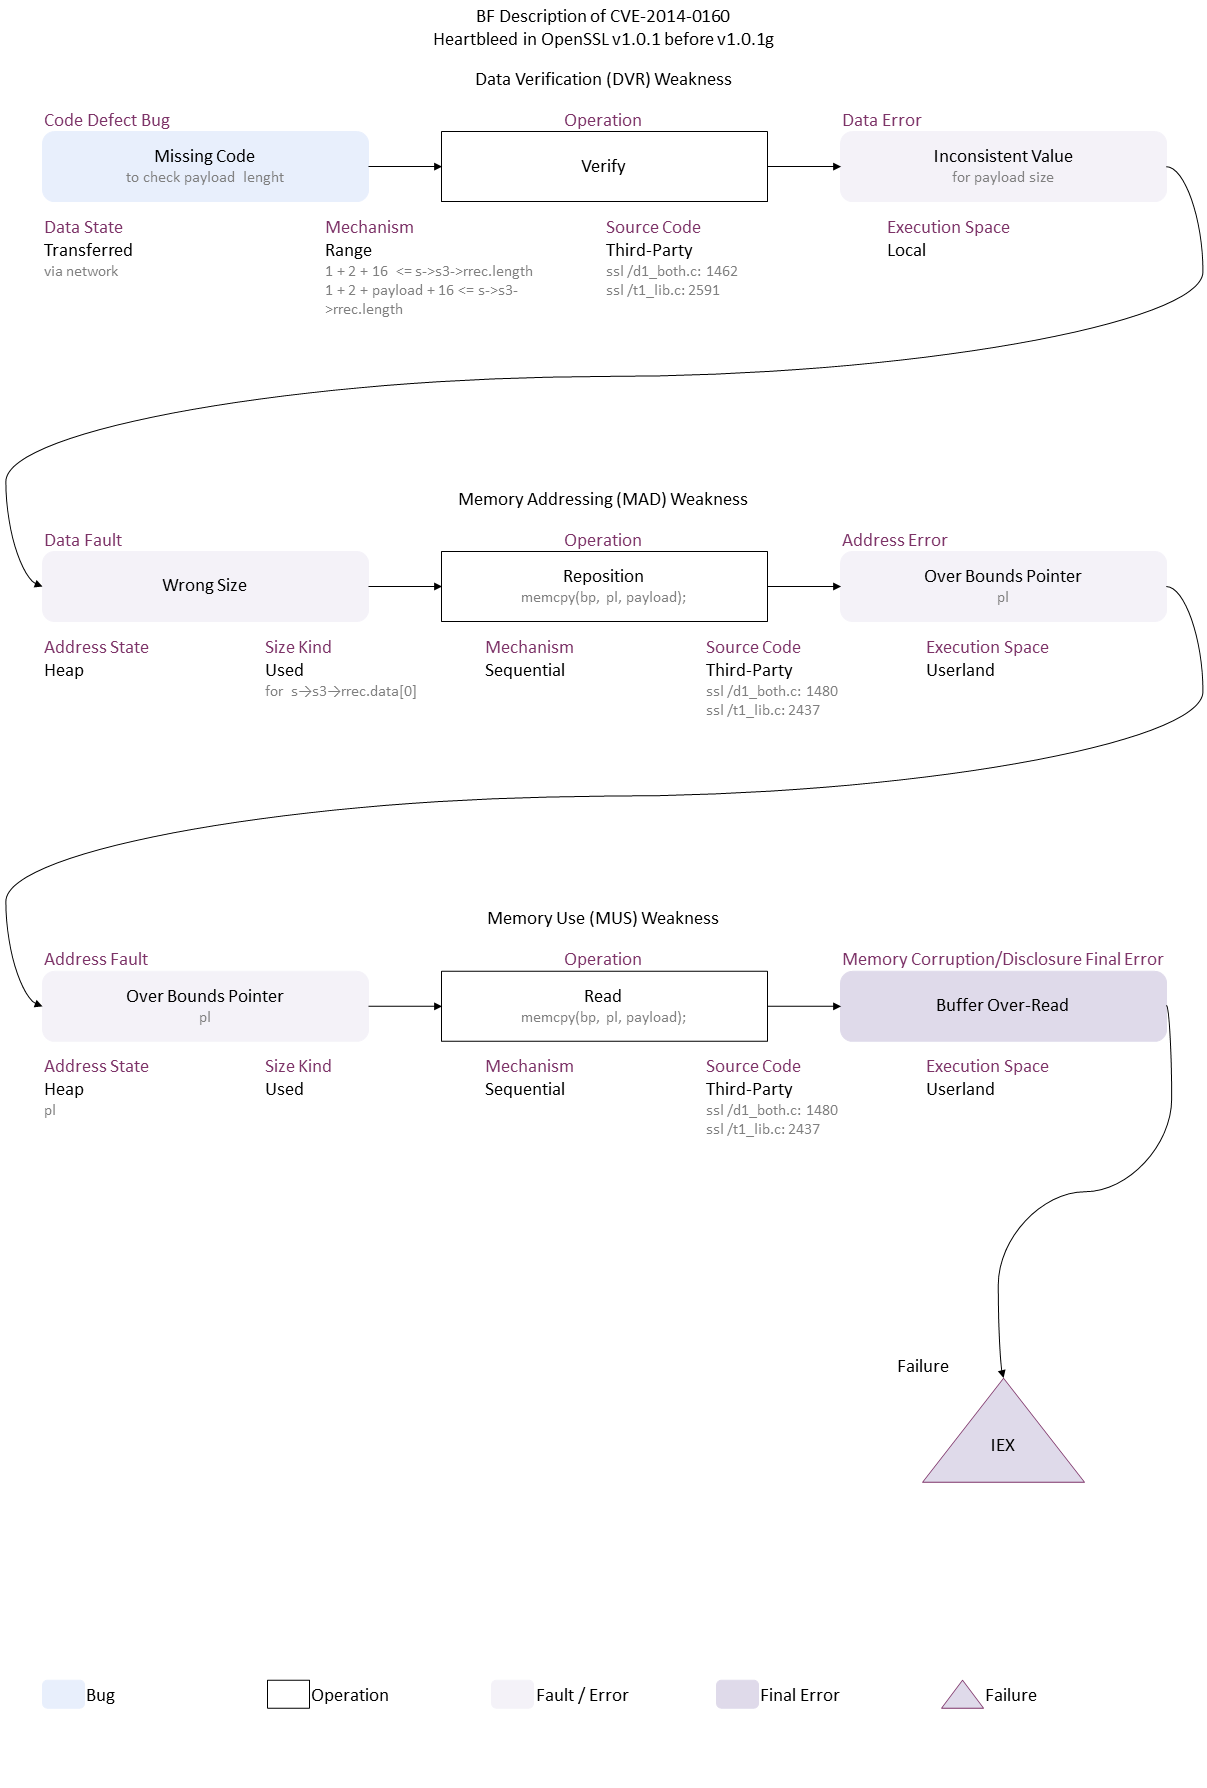 BF Description of CVE-2014-0160
Heartbleed in OpenSSL v1.0.1 before v1.0.1g
Data Verification (DVR) Weakness
Code Defect Bug
Operation
Data Error
Missing Code
to check payload lenght
Verify
Inconsistent Value
for payload size
Data State
Transferred
via network
Mechanism
Range
1 + 2 + 16 <= s->s3->rrec.length
1 + 2 + payload + 16 <= s->s3-
>rrec.length
Source Code
Third-Party
ssl /d1_both.c: 1462
ssl /t1_lib.c: 2591
Execution Space
Local
Memory Addressing (MAD) Weakness
Data Fault
Operation
Address Error
Wrong Size
Reposition
memcpy(bp, pl, payload);
Over Bounds Pointer
pl
Address State
Heap
Size Kind
Used
for s→s3→rrec.data[0]
Mechanism
Sequential
Source Code
Third-Party
ssl /d1_both.c: 1480
ssl /t1_lib.c: 2437
Execution Space
Userland
Memory Use (MUS) Weakness
Address Fault
Operation
Memory Corruption/Disclosure Final Error
Over Bounds Pointer
pl
Read
memcpy(bp, pl, payload);
Buffer Over-Read
Address State
Heap
pl
Size Kind
Used
Mechanism
Sequential
Source Code
Third-Party
ssl /d1_both.c: 1480
ssl /t1_lib.c: 2437
Execution Space
Userland
Failure
IEX
Bug
Operation
Fault / Error
Final Error
Failure